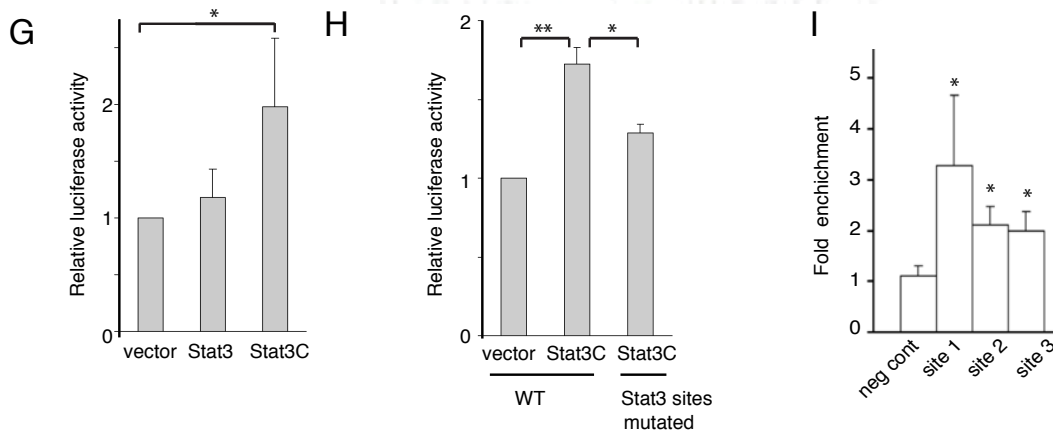 G
*
Relative luciferase activity
2
1
0
vector Stat3 Stat3C
H
** *
Relative luciferase activity
2
1
0
vector Stat3C Stat3C
WT
Stat3 sites
mutated
I
*
* *
Fold enchichment
5
4
3
2
1
0
neg cont
site 1
site 2
site 3